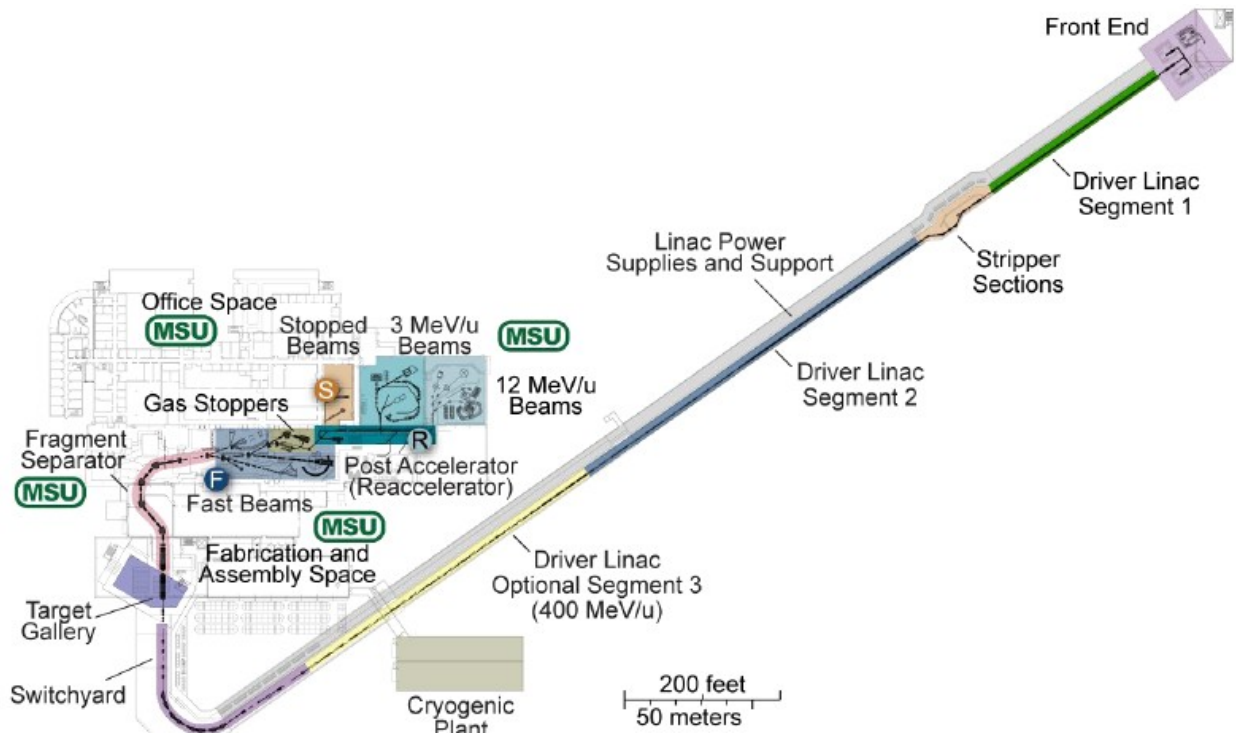 Front End
Driver Linac
Segment 1
Stripper
Sections
Linac Power
Supplies and Support
Driver Linac
Segment 2
Office Space
MSU
Stopped
Beams
3 MeV/u
Beams
MSU
12 MeV/u
Beams
S
Gas Stoppers
Fragment
Separator
MSU
R
Post Accelerator
(Reaccelerator)
F
Fast Beams
MSU
Fabrication and
Assembly Space
Driver Linac
Optional Segment 3
(400 MeV/u)
Target
Gallery
Switchyard
Cryogenic
Plant
200 feet
50 meters